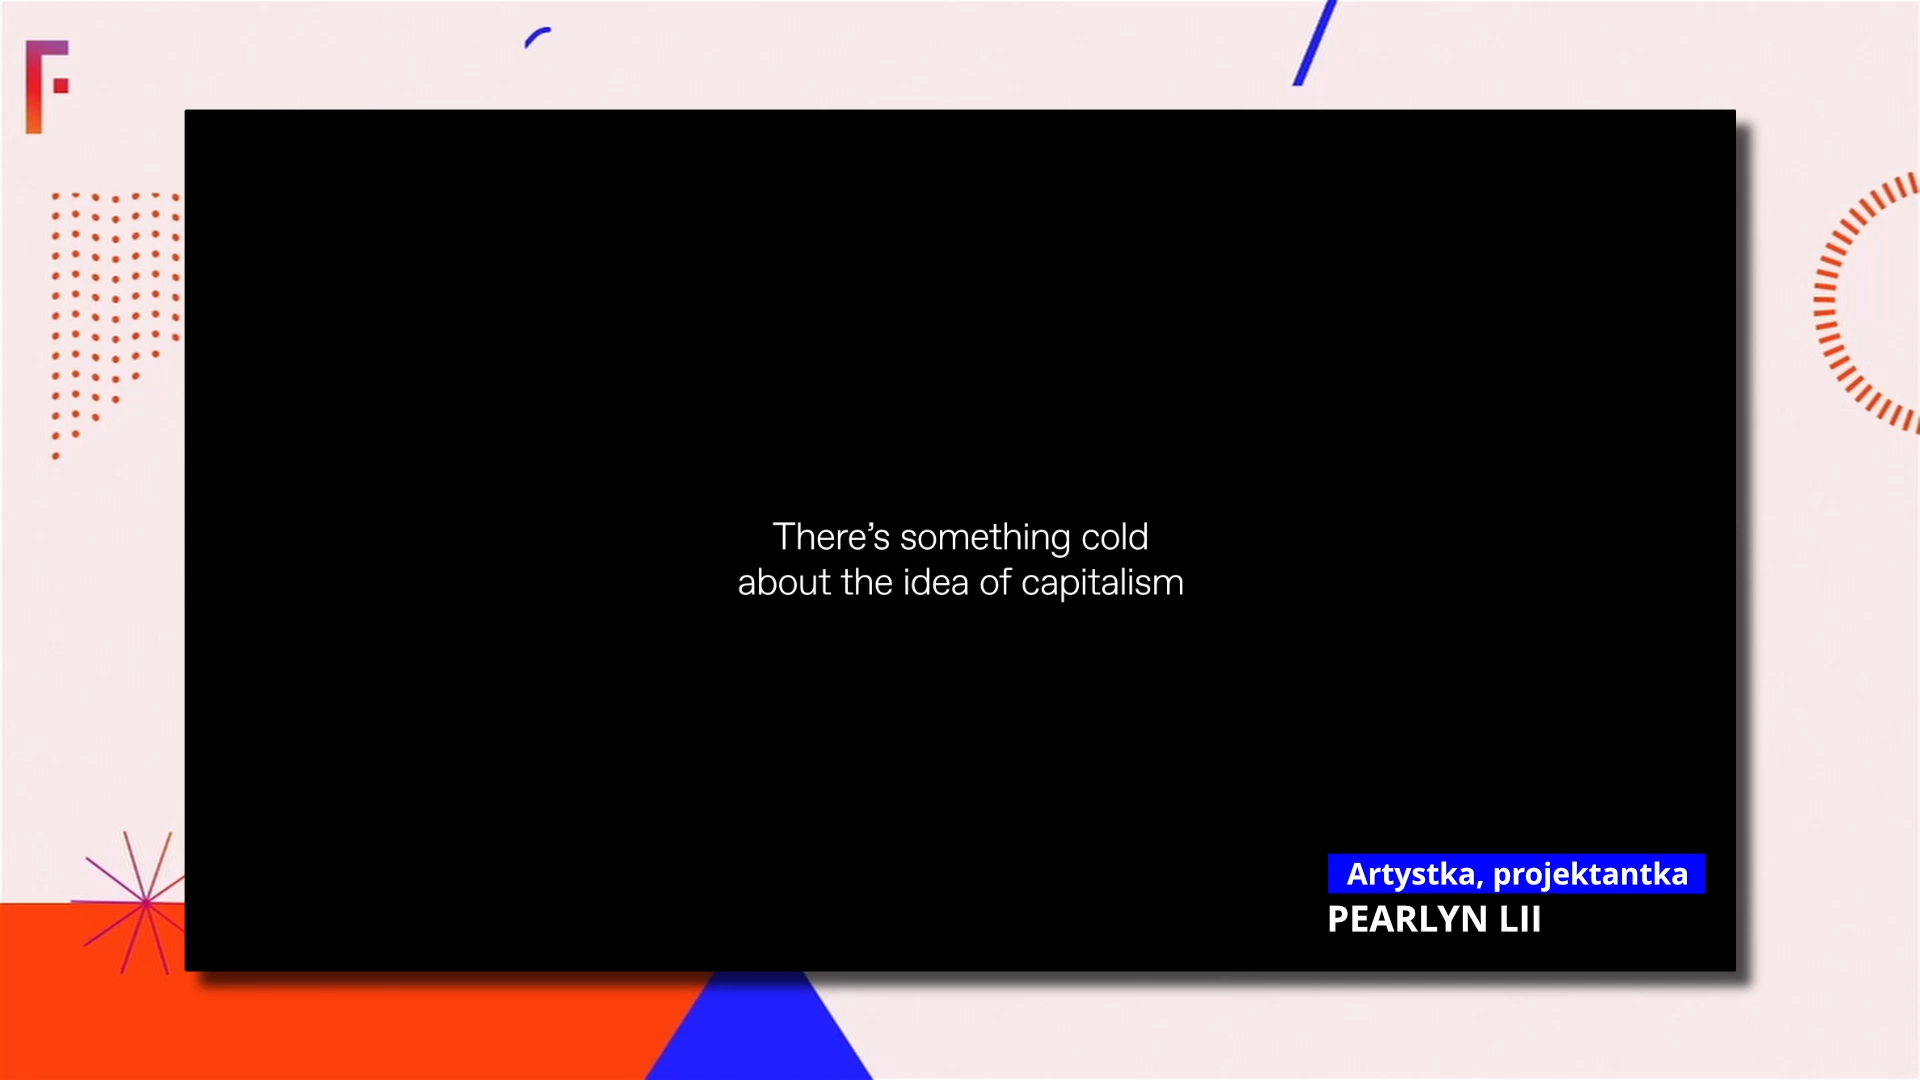 There’s something cold
about the idea of capitalism
Artystka, projektantka
PEARLYN LII